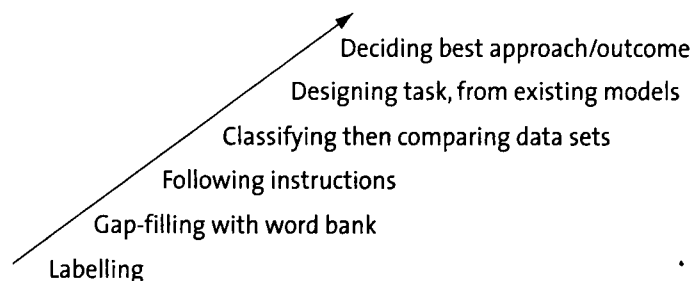 Deciding best approach/outcome
Designing task, from existing models
Classifying then comparing data sets
Following instructions
Gap-filling with word bank
Labelling